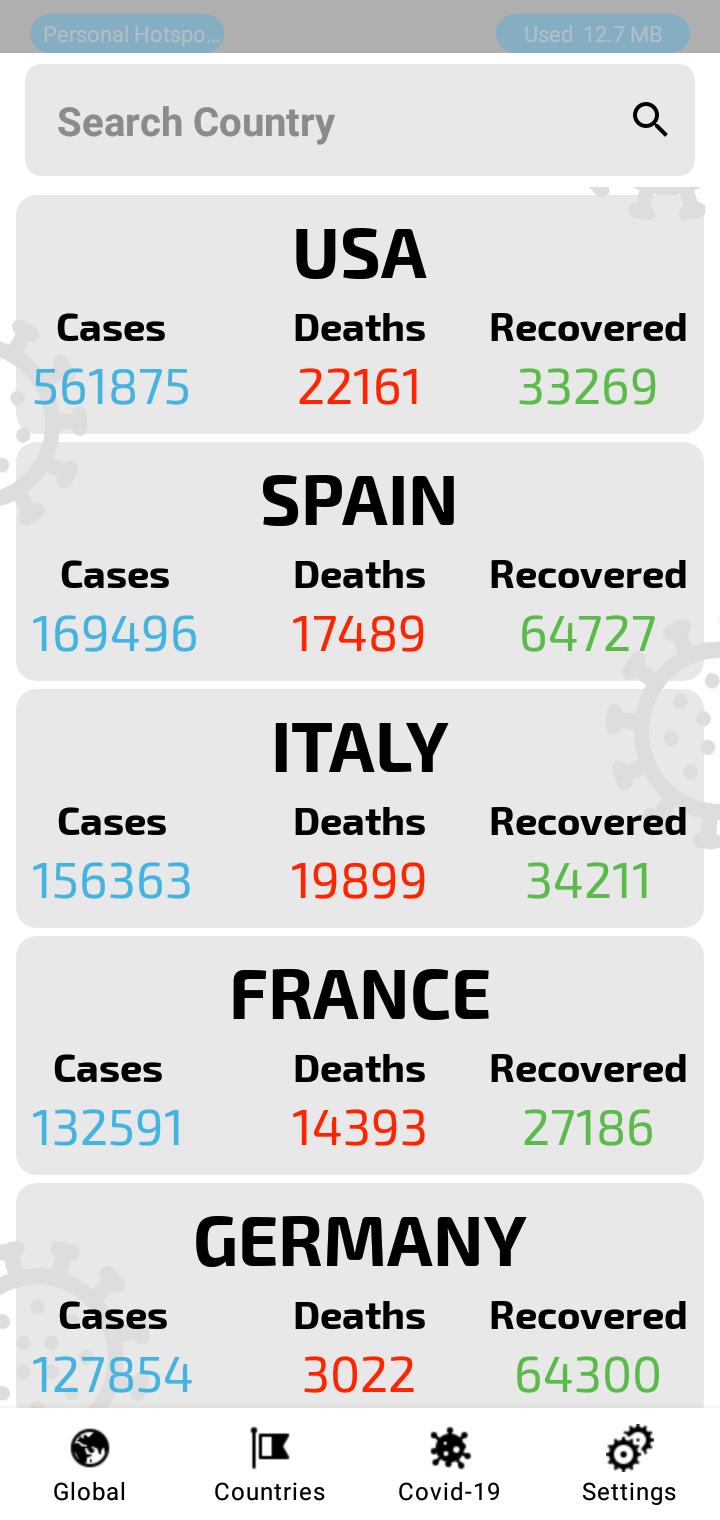 Personal Hotspo... Used 12.7 MB
Search Country
USA
Cases Deaths Recovered
561875 22161 33269
SPAIN
Cases Deaths Recovered
169496 17489 64727
ITALY
Cases Deaths Recovered
156363 19899 34211
FRANCE
Cases Deaths Recovered
132591 14393 27186
GERMANY
Cases Deaths Recovered
127854 3022 64300
Global Countries Covid-19 Settings